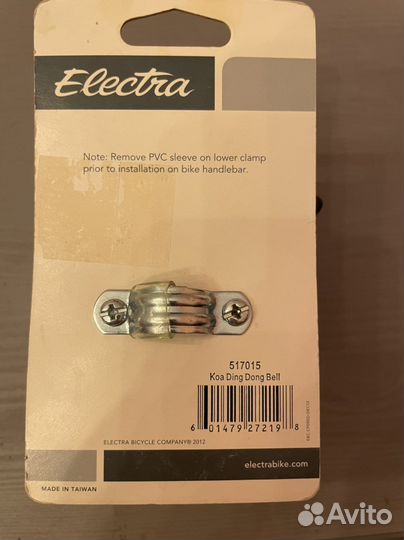 Electra
Note: Remove PVC sleeve on lower clamp
prior to installation on bike handlebar.
517015
Koa Ding Dong Bell
6 01479 27219 8
ELECTRA BICYCLE COMPANY® 2012
electrabike.com
MADE IN TAIWAN
Avito